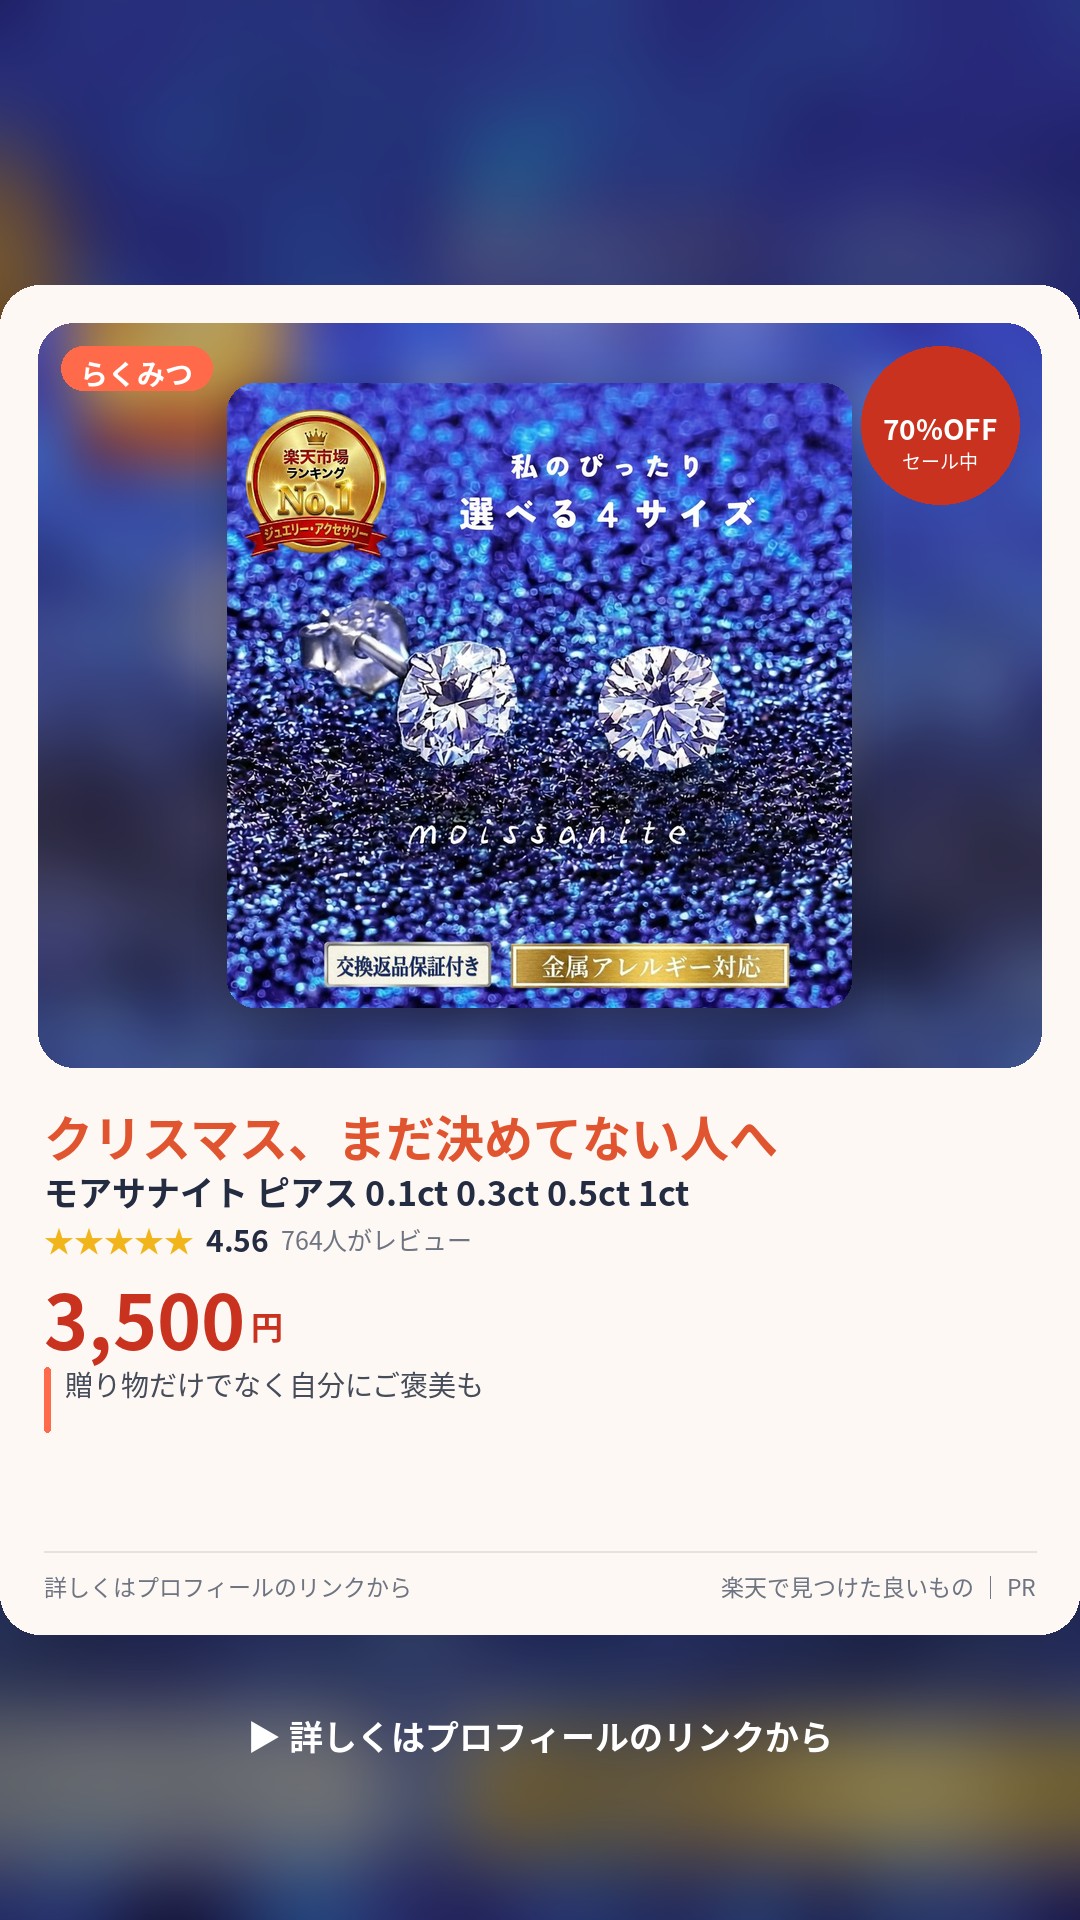 らくみつ
70%OFF
セール中
楽天市場
ランキング
No.1
ジュエリー・アクセサリー
私のぴったり
選べる4サイズ
moissanite
交換返品保証付き
金属アレルギー対応
クリスマス、まだ決めてない人へ
モアサナイト ピアス 0.1ct 0.3ct 0.5ct 1ct
★★★★★ 4.56 764人がレビュー
3,500円
贈り物だけでなく自分にご褒美も
詳しくはプロフィールのリンクから
楽天で見つけた良いもの | PR
▶ 詳しくはプロフィールのリンクから